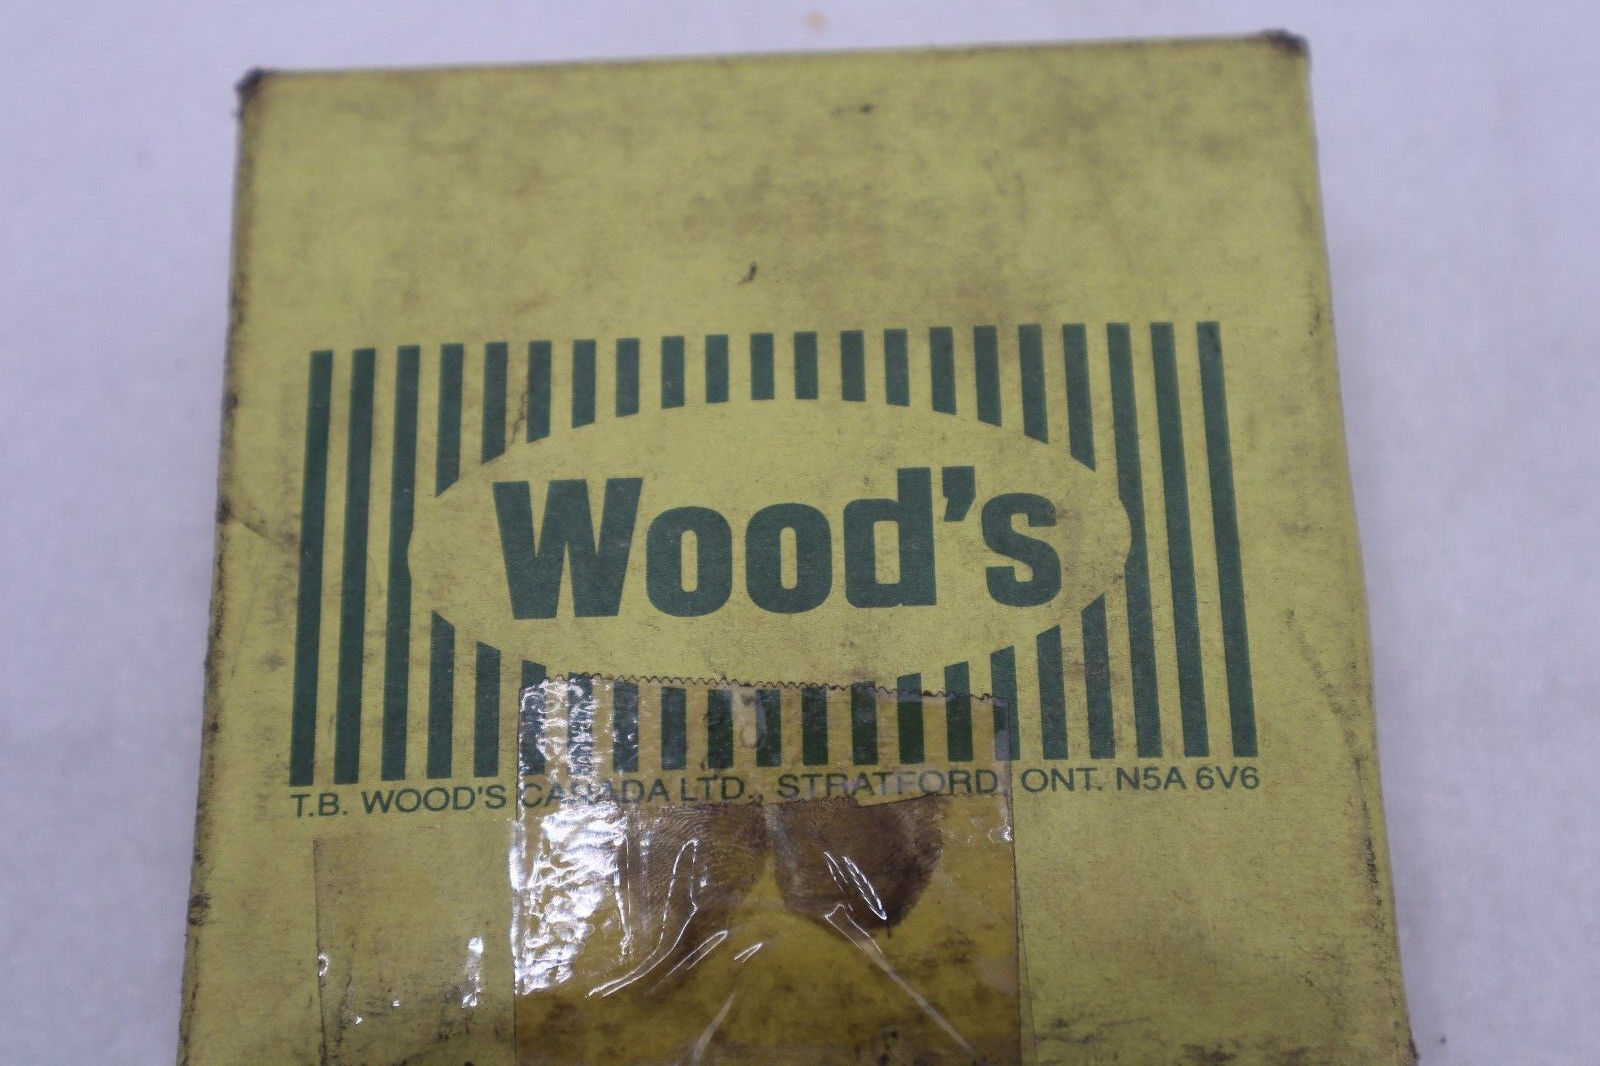 Wood's
T.B. WOOD'S CANADA LTD., STRATFORD, ONT. N5A 6V6